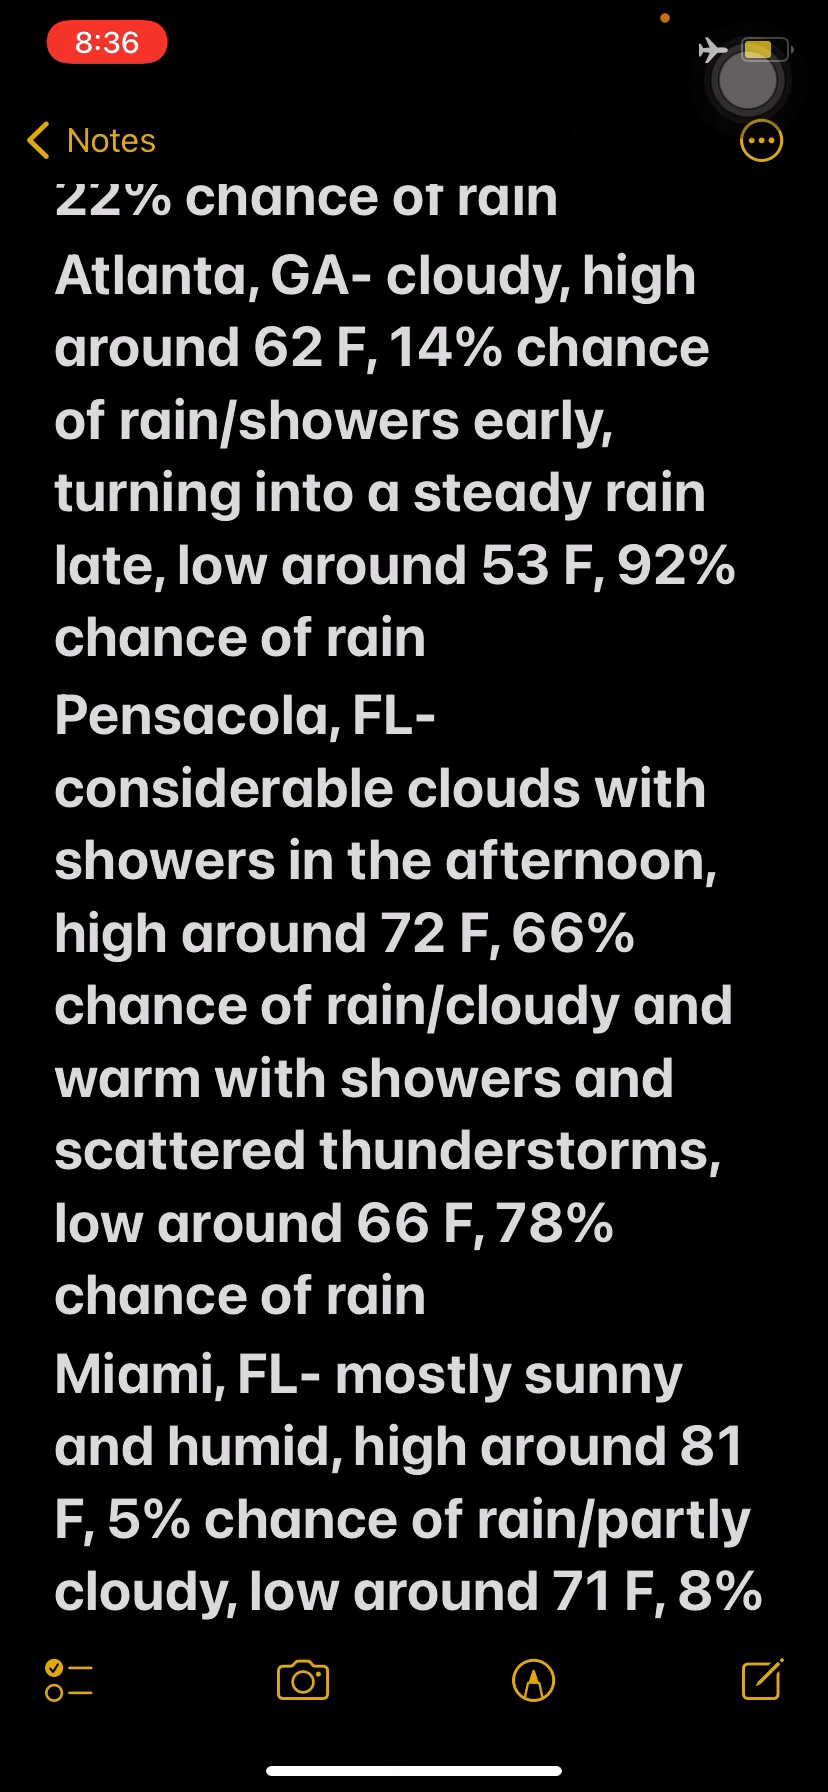 8:36
Notes
22% chance of rain
Atlanta, GA- cloudy, high
around 62 F, 14% chance
of rain/showers early,
turning into a steady rain
late, low around 53 F, 92%
chance of rain
Pensacola, FL-
considerable clouds with
showers in the afternoon,
high around 72 F, 66%
chance of rain/cloudy and
warm with showers and
scattered thunderstorms,
low around 66 F, 78%
chance of rain
Miami, FL- mostly sunny
and humid, high around 81
F, 5% chance of rain/partly
cloudy, low around 71 F, 8%